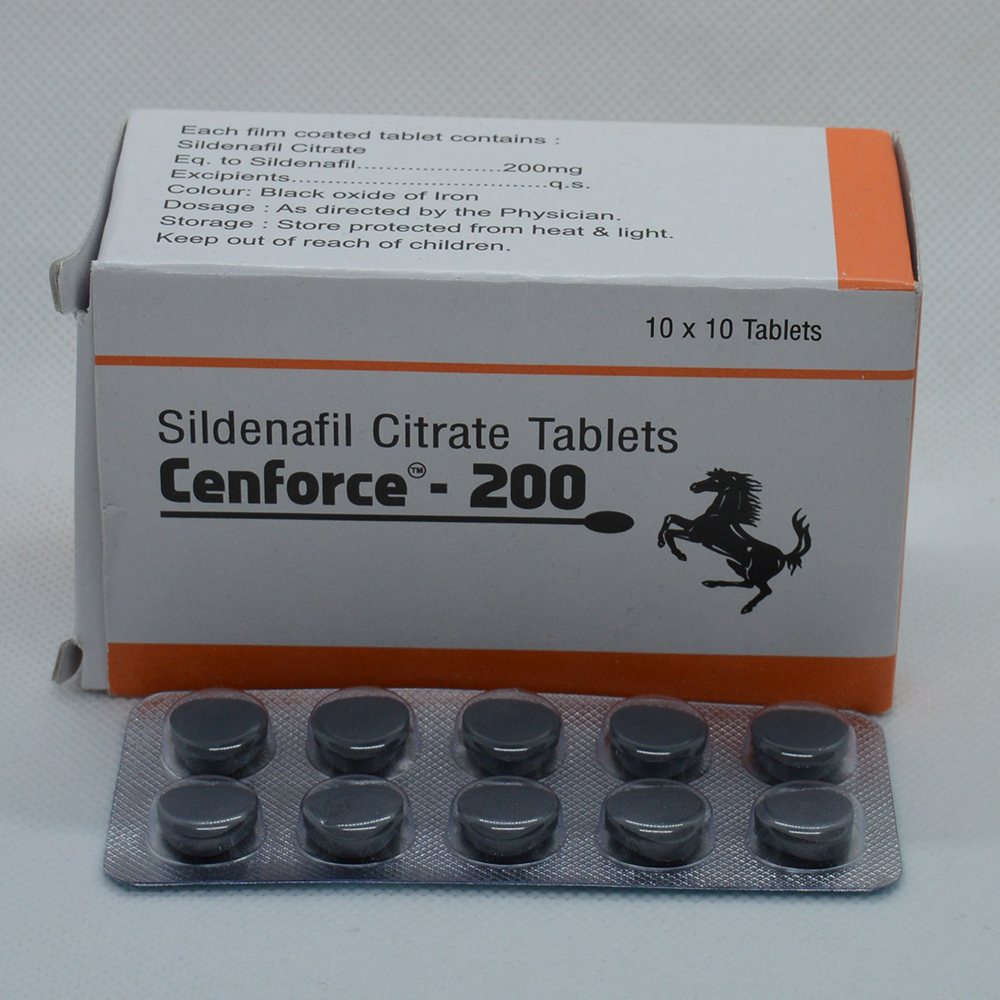 Each film coated tablet contains :
Sildenafil Citrate
Eq. to Sildenafil.....................200mg
Excipients.....................................q.s.
Colour: Black oxide of Iron
Dosage : As directed by the Physician.
Storage : Store protected from heat & light.
Keep out of reach of children.
10 x 10 Tablets
Sildenafil Citrate Tablets
Cenforce™- 200